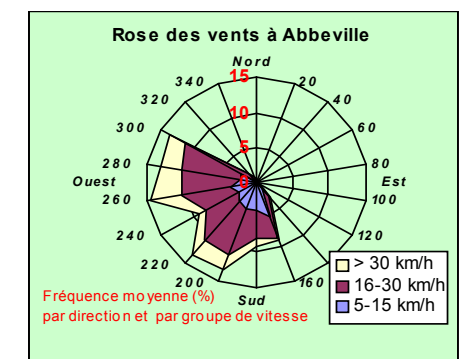 Rose des vents à Abbeville
Nord
340
20
320
40
300
60
280
80
Ouest
Est
260
100
240
120
220
200
160
Sud
15
10
5
0
> 30 km/h
16-30 km/h
5-15 km/h
Fréquence moyenne (%)
par direction et par groupe de vitesse